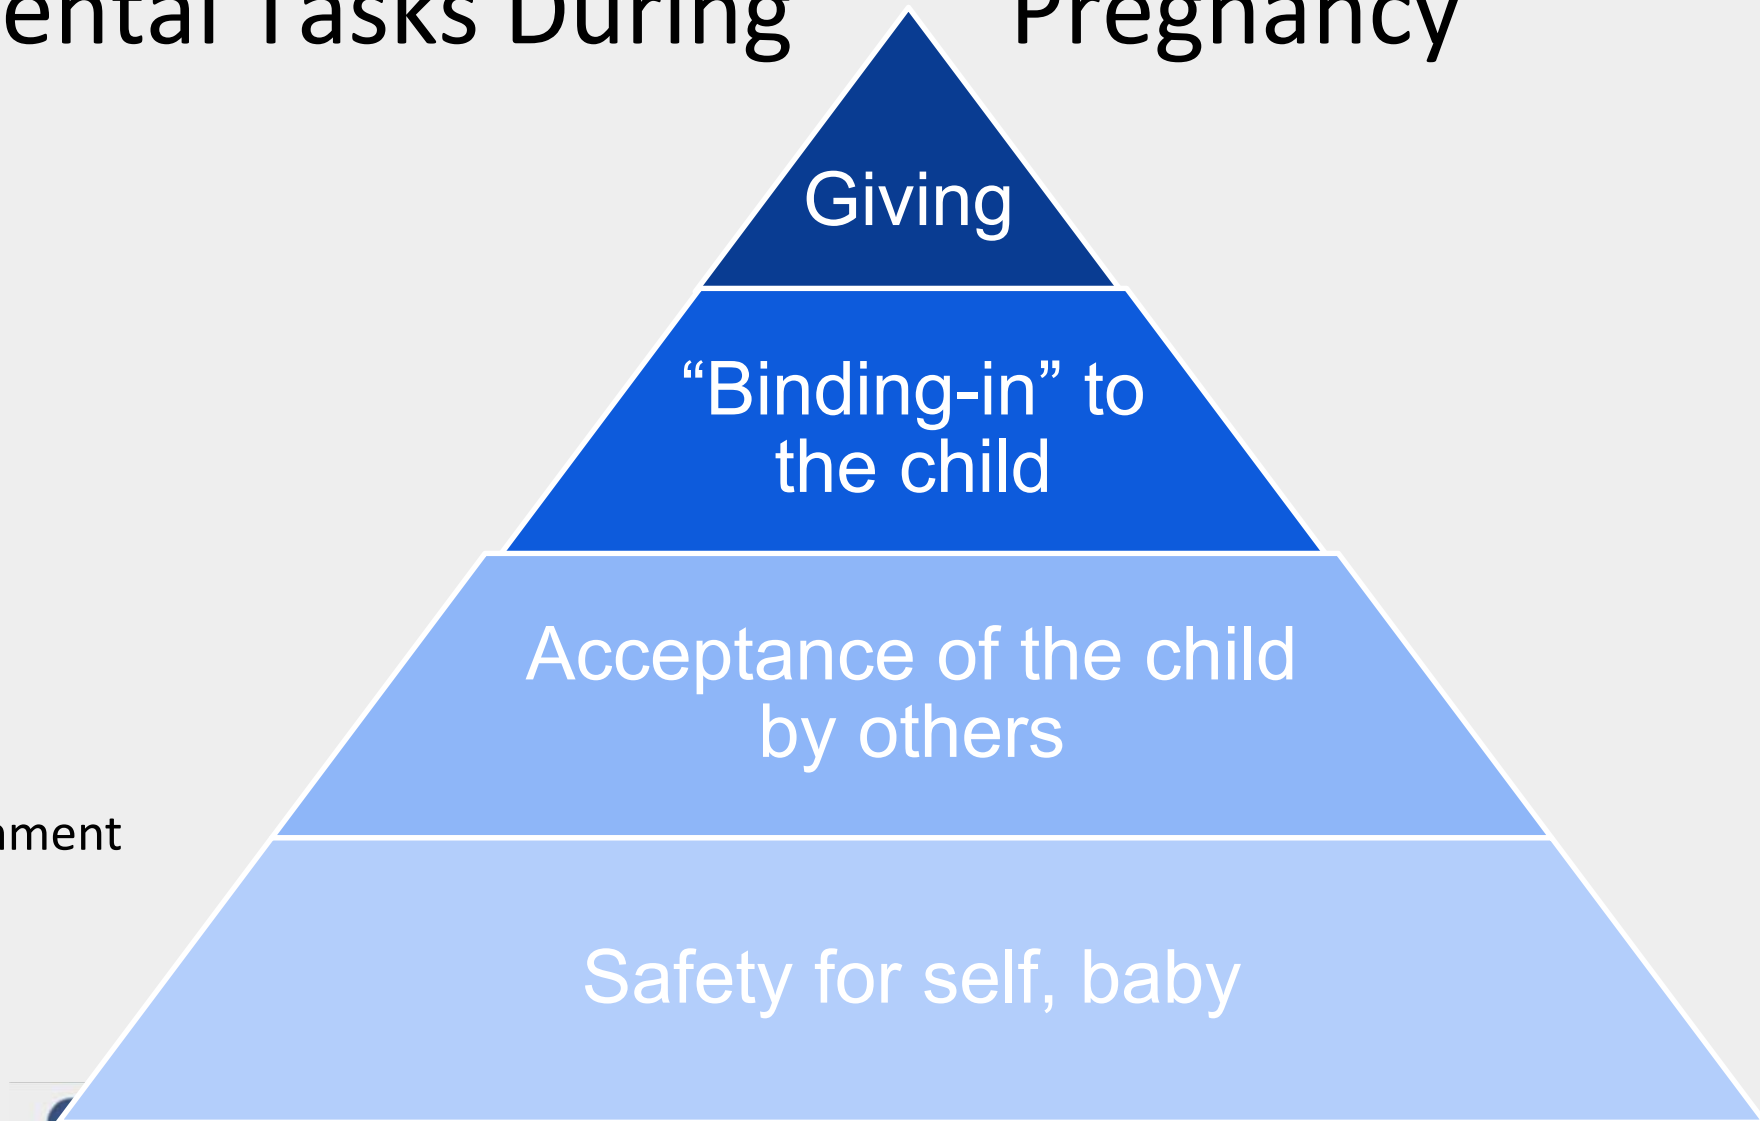 ental Tasks During Pregnancy
Giving
“Binding-in” to
the child
Acceptance of the child
by others
nment
Safety for self, baby